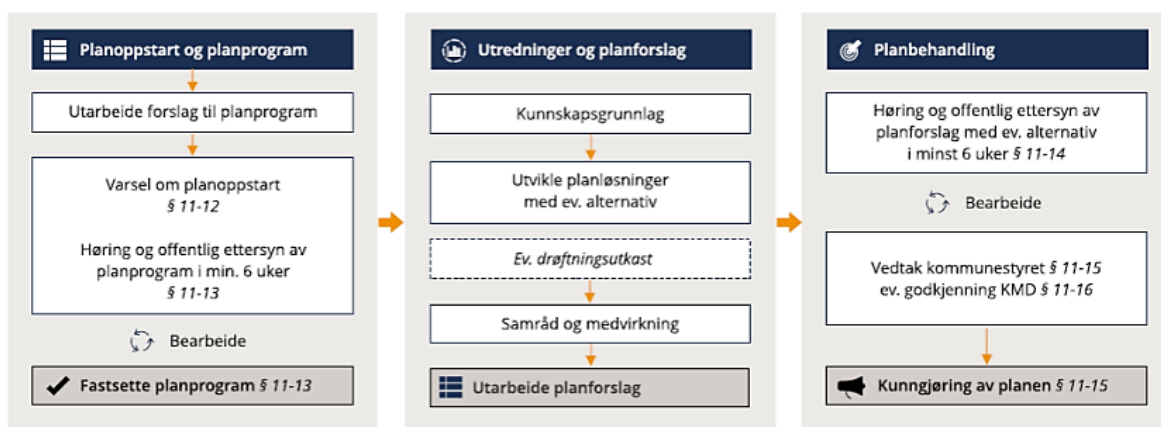 Planoppstart og planprogram
Utarbeide forslag til planprogram
Varsel om planoppstart
§ 11-12
Høring og offentlig ettersyn av
planprogram i min. 6 uker
§ 11-13
Bearbeide
Fastsette planprogram § 11-13
Utredninger og planforslag
Kunnskapsgrunnlag
Utvikle planløsninger
med ev. alternativ
Ev. drøftningsutkast
Samråd og medvirkning
Utarbeide planforslag
Planbehandling
Høring og offentlig ettersyn av
planforslag med ev. alternativ
i minst 6 uker § 11-14
Bearbeide
Vedtak kommunestyret § 11-15
ev. godkjenning KMD § 11-16
Kunngjøring av planen § 11-15